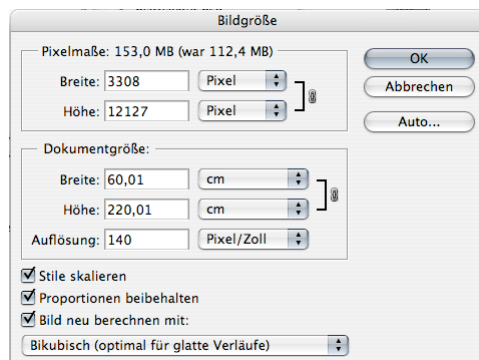 Bildgröße
Pixelmaße: 153,0 MB (war 112,4 MB)
Breite: 3308 Pixel
Höhe: 12127 Pixel
OK
Abbrechen
Auto...
Dokumentgröße:
Breite: 60,01 cm
Höhe: 220,01 cm
Auflösung: 140 Pixel/Zoll
Stile skalieren
Proportionen beibehalten
Bild neu berechnen mit:
Bikubisch (optimal für glatte Verläufe)